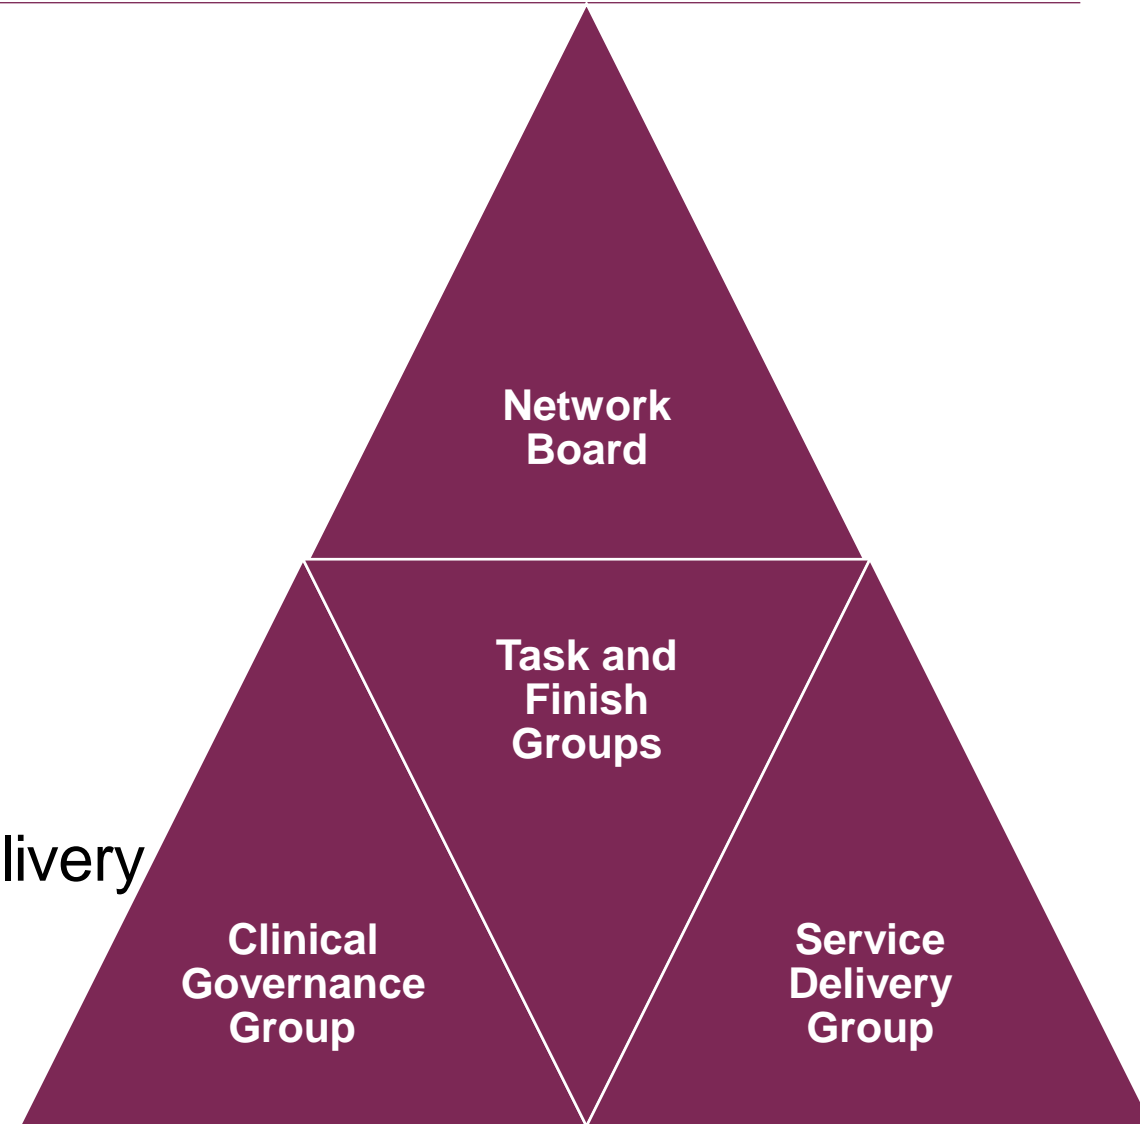 Network
Board
Task and
Finish
Groups
livery
Clinical
Governance
Group
Service
Delivery
Group